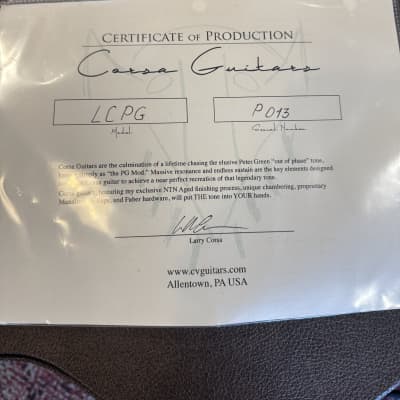 Certificate of Production
Corsa Guitars
LCPG
P013
Model
Serial Number
Corsa Guitars are the culmination of a lifetime chasing the elusive Peter Green "out of phase" tone,
simply as "the PG Mod." Massive resonance and endless sustain are the key elements designed
guitar to achieve a near perfect recreation of that legendary tone.
featuring my exclusive NTN Aged finishing process, unique chambering, proprietary
and Faber hardware, will put THE tone into YOUR hands.
Larry Corsa
www.cvguitars.com
Allentown, PA USA